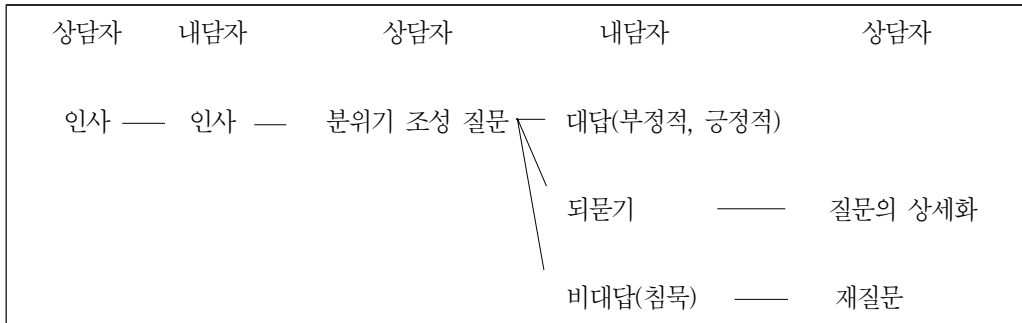 상담자 내담자 상담자 내담자 상담자
인사 인사 분위기 조성 질문 대답(부정적, 긍정적)
되묻기 질문의 상세화
비대답(침묵) 재질문